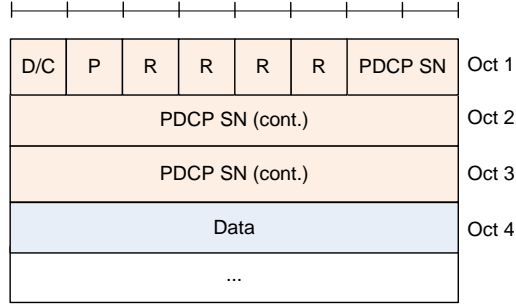 D/C P R R R R PDCP SN Oct 1
PDCP SN (cont.) Oct 2
PDCP SN (cont.) Oct 3
Data Oct 4
...